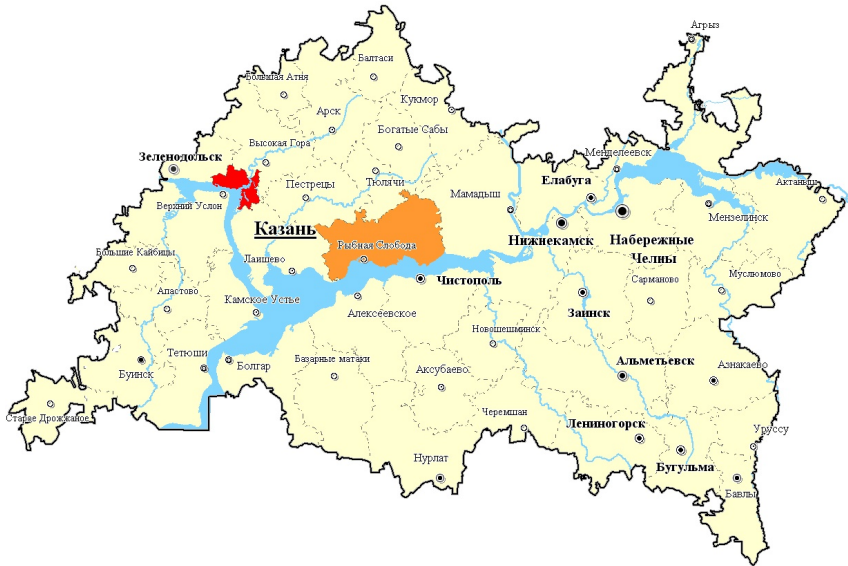 Агрыз
Балтаси
Большая Атня
Кукмор
Арск
Богатые Сабы
Высокая Гора
Менделеевск
Зеленодольск
Пестрецы
Тюлячи
Елабуга
Актаныш
Мамадыш
Верхний Услон
Мензелинск
Казань
Нижнекамск
Набережные
Челны
Рыбная Слобода
Большие Кайбицы
Лаишево
Муслюмово
Чистополь
Сарманово
Апастово
Камское Устье
Алексеевское
Заинск
Новошешминск
Тетюши
Болгар
Базарные матаки
Буинск
Аксубаево
Альметьевск
Азнакаево
Старве Дрожжаное
Черемшан
Лениногорск
Уруссу
Нурлат
Бугульма
Бавлы